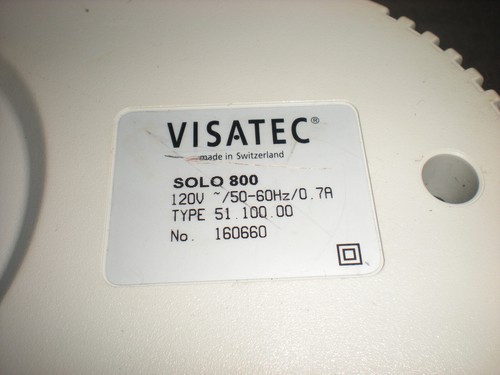 VISATEC®
made in Switzerland
SOLO 800
120V ~/50-60Hz/0.7A
TYPE 51.100.00
No. 160660